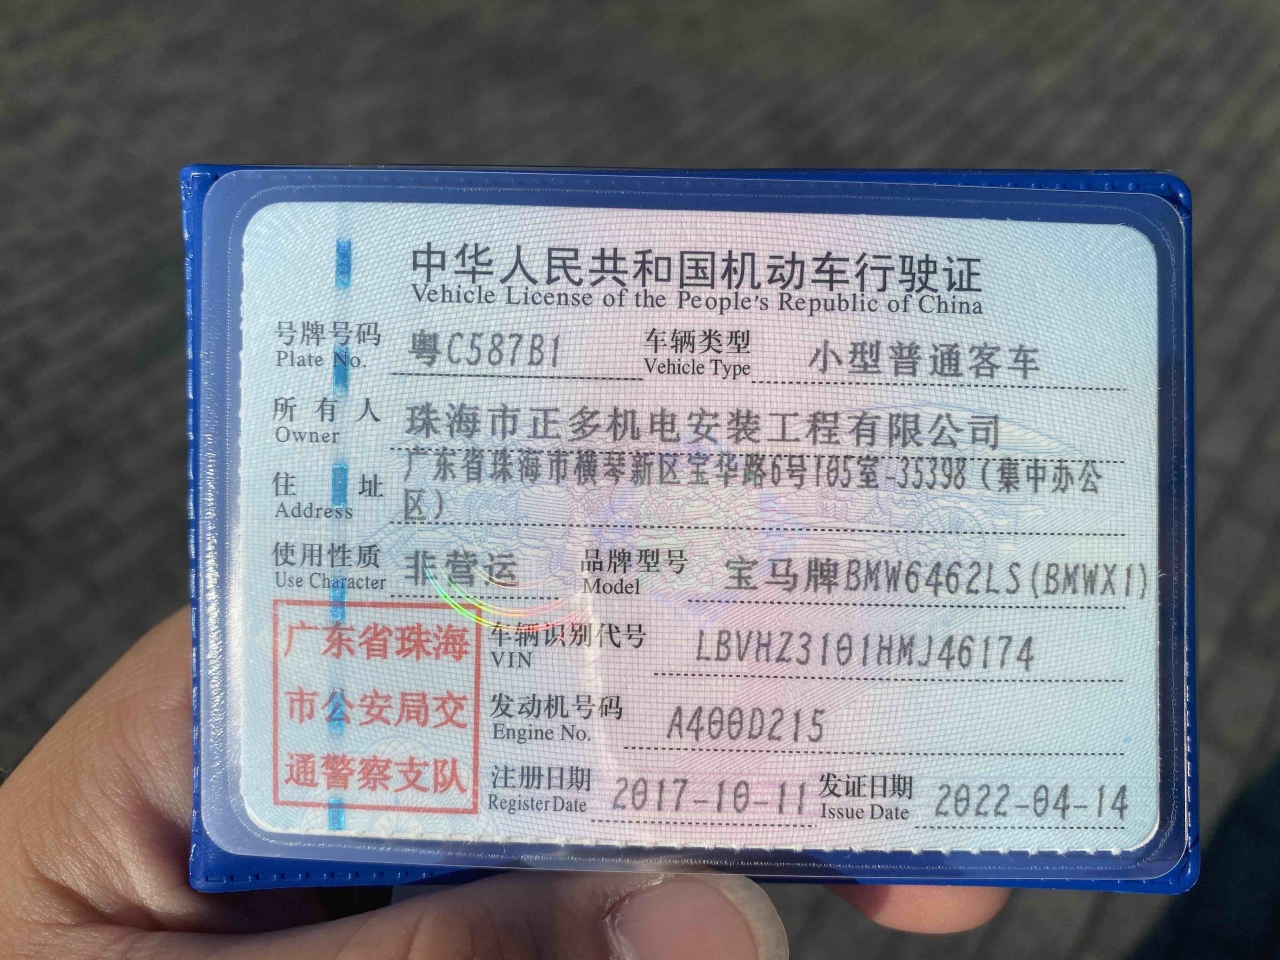 中华人民共和国机动车行驶证
Vehicle License of the People's Republic of China
号牌号码 粤C587B1 车辆类型 小型普通客车
Plate No. Vehicle Type
所有人 珠海市正多机电安装工程有限公司
Owner
住址 广东省珠海市横琴新区宝华路6号105室-33398（集中办公
Address 区）
使用性质 非营运 品牌型号 宝马牌BMW6462LS(BMWX1)
Use Character Model
广东省珠海
市公安局交
通警察支队
车辆识别代号 LBVHZ3101HMJ46174
VIN
发动机号码 A400D215
Engine No.
注册日期 2017-10-11 发证日期 2022-04-14
Register Date Issue Date